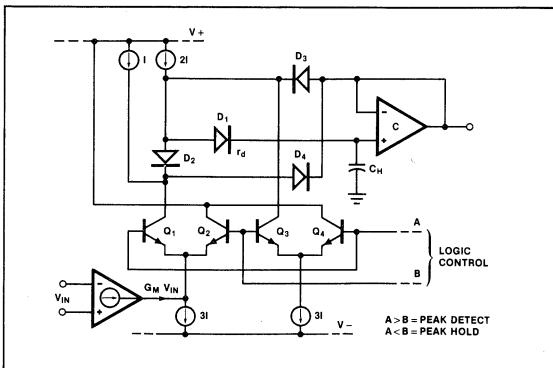 V+
I
2I
D3
D1
rd
C
D2
D4
CH
Q1
Q2
Q3
Q4
A
B
LOGIC
CONTROL
VIN
GM VIN
3I
3I
V−
A>B = PEAK DETECT
A<B = PEAK HOLD
−
+
−
+